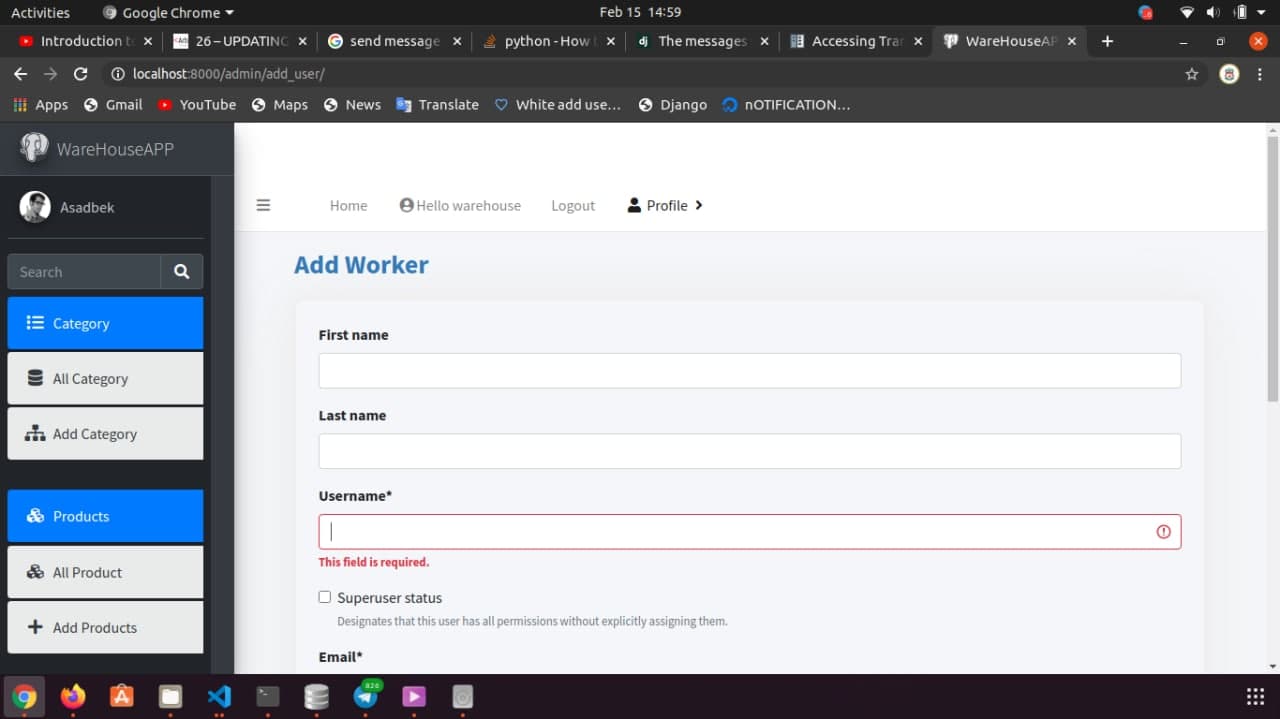 Activities Google Chrome Feb 15 14:59
Introduction to 26 – UPDATING send message python - How t The messages Accessing Trar WareHouseAP
localhost:8000/admin/add_user/
Apps Gmail YouTube Maps News Translate White add use... Django nOTIFICATION...
WareHouseAPP
Asadbek
Search
Category
All Category
Add Category
Products
All Product
Add Products
Home Hello warehouse Logout Profile
Add Worker
First name
Last name
Username*
This field is required.
Superuser status
Designates that this user has all permissions without explicitly assigning them.
Email*
826